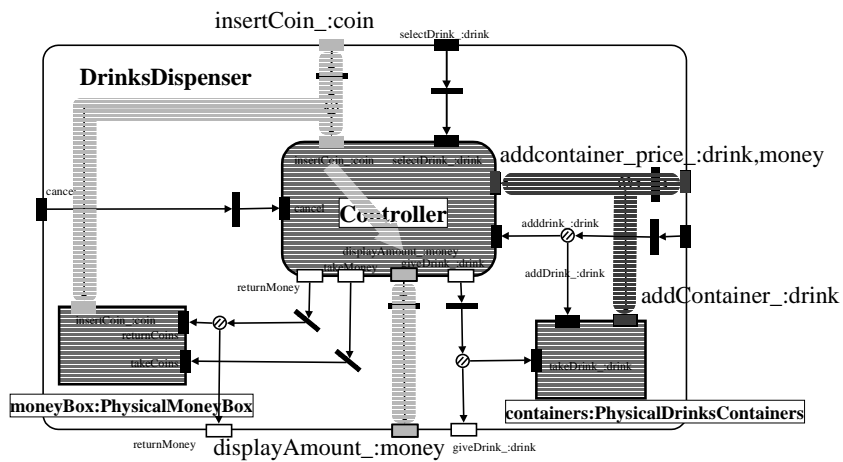 insertCoin_:coin
selectDrink_:drink
DrinksDispenser
insertCoin_:coin
selectDrink_:drink
addcontainer_price_:drink,money
cancel
cancel
Controller
adddrink_:drink
displayAmount_:money
giveDrink_:drink
takeMoney
addDrink_:drink
returnMoney
addContainer_:drink
insertCoin_:coin
returnCoins
takeCoins
takeDrink_:drink
moneyBox:PhysicalMoneyBox
containers:PhysicalDrinksContainers
returnMoney
displayAmount_:money
giveDrink_:drink